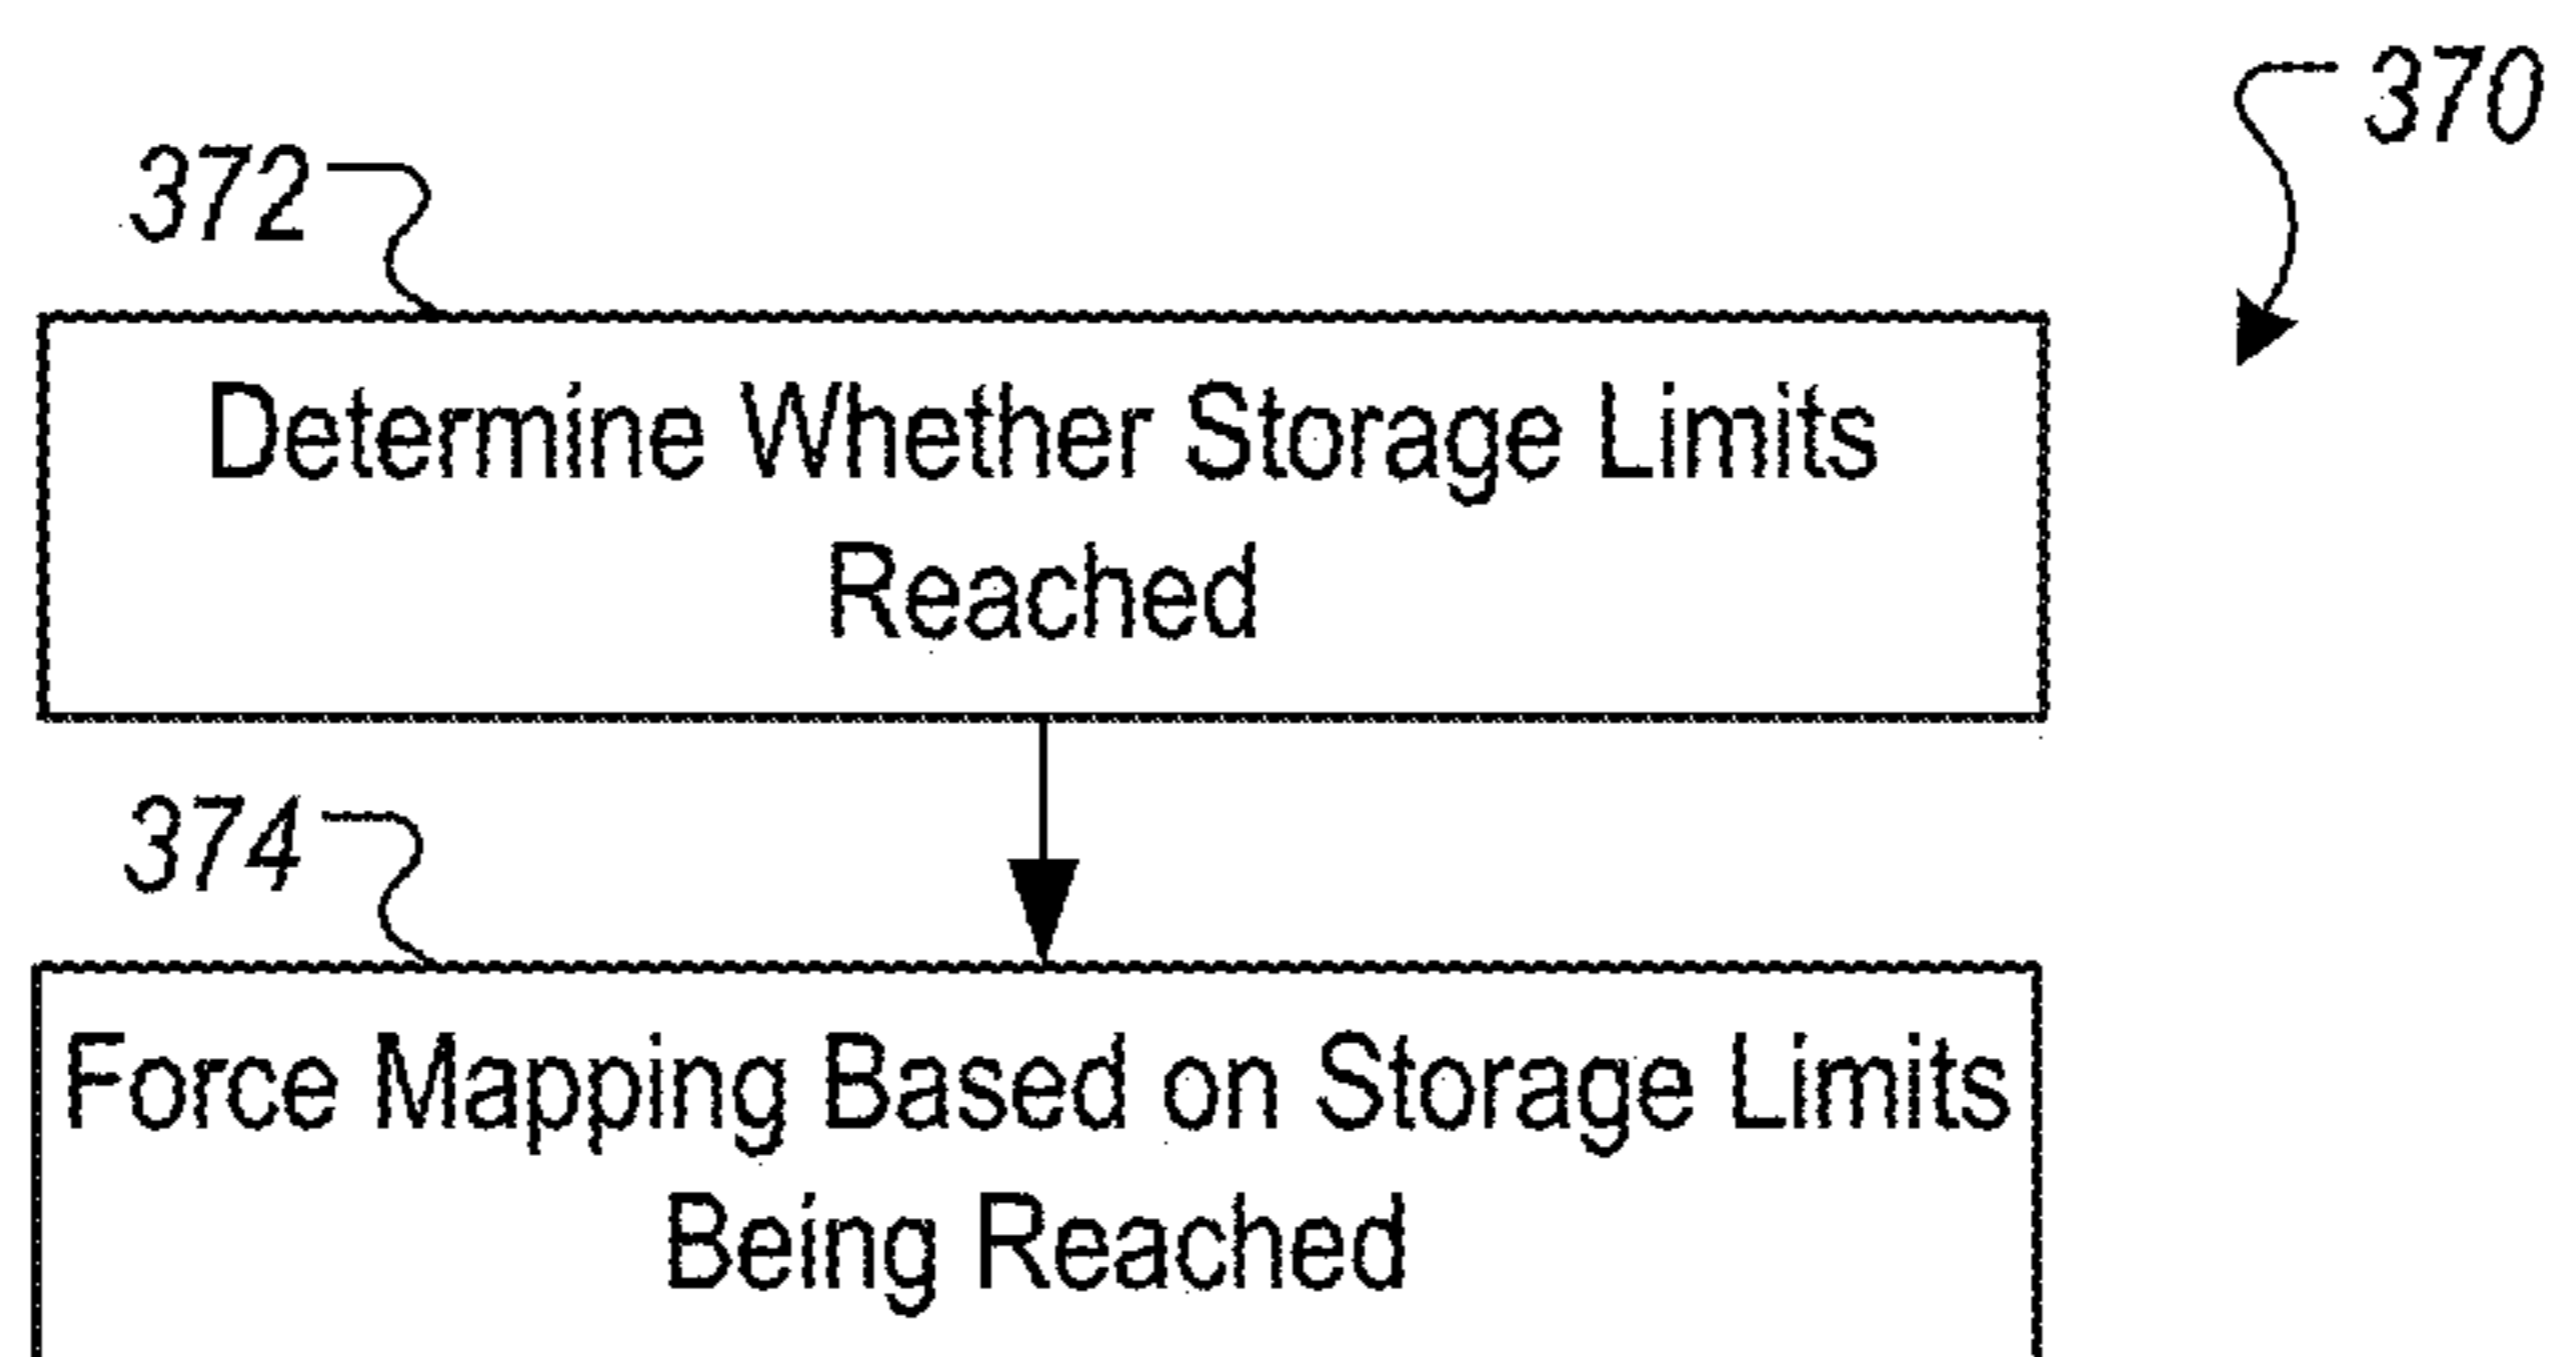 370
372
Determine Whether Storage Limits
Reached
374
Force Mapping Based on Storage Limits
Being Reached